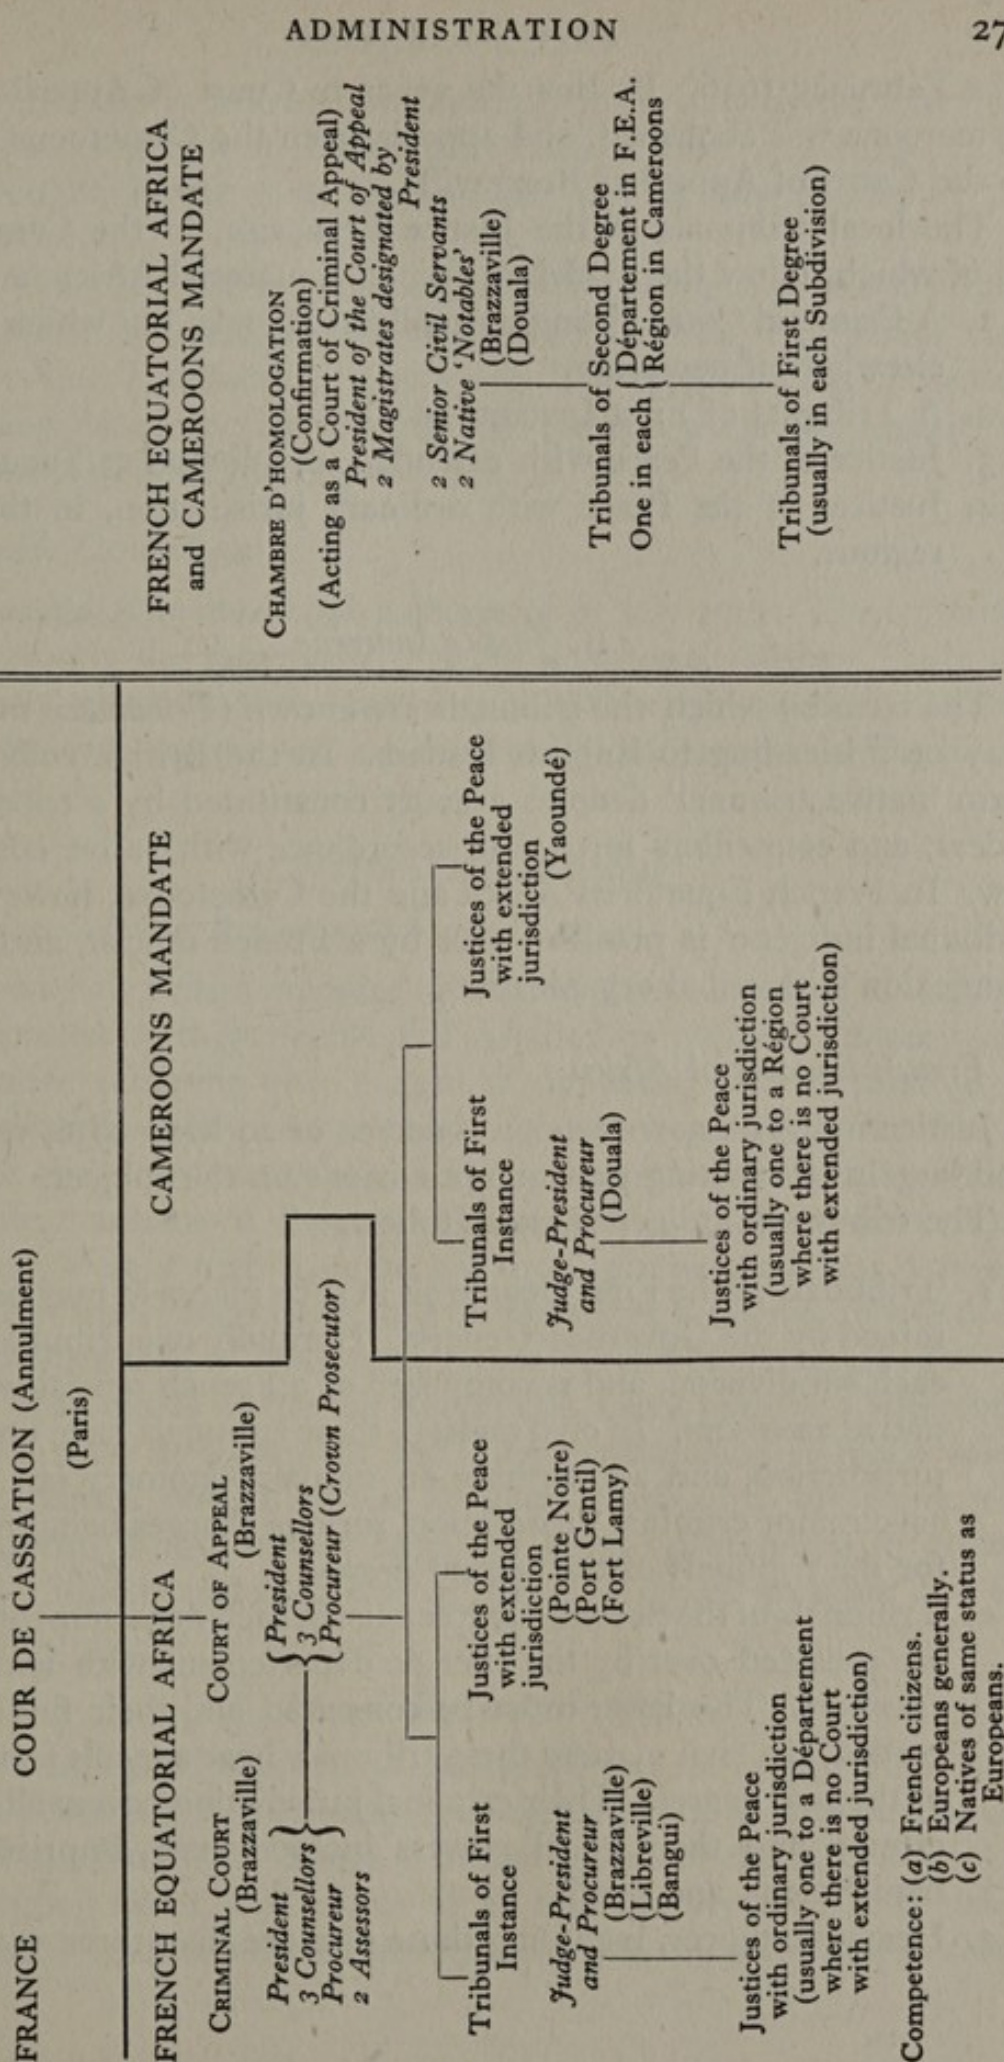 ADMINISTRATION
27
FRANCE
COUR DE CASSATION (Annulment)
(Paris)
FRENCH EQUATORIAL AFRICA
CRIMINAL COURT
(Brazzaville)
President
3 Counsellors
Procureur
2 Assessors
COURT OF APPEAL
(Brazzaville)
President
3 Counsellors
Procureur (Crown Prosecutor)
Tribunals of First
Instance
Judge-President
and Procureur
(Brazzaville)
(Libreville)
(Bangui)
Justices of the Peace
with extended
jurisdiction
(Pointe Noire)
(Port Gentil)
(Fort Lamy)
Justices of the Peace
with ordinary jurisdiction
(usually one to a Département
where there is no Court
with extended jurisdiction)
Competence: (a) French citizens.
(b) Europeans generally.
(c) Natives of same status as
Europeans.
CAMEROONS MANDATE
Tribunals of First
Instance
Judge-President
and Procureur
(Douala)
Justices of the Peace
with extended
jurisdiction
(Yaoundé)
Justices of the Peace
with ordinary jurisdiction
(usually one to a Région
where there is no Court
with extended jurisdiction)
FRENCH EQUATORIAL AFRICA
and CAMEROONS MANDATE
CHAMBRE D'HOMOLOGATION
(Confirmation)
(Acting as a Court of Criminal Appeal)
President of the Court of Appeal
2 Magistrates designated by
President
2 Senior Civil Servants
2 Native 'Notables'
(Brazzaville)
(Douala)
Tribunals of Second Degree
One in each { Département in F.E.A.
Région in Cameroons
Tribunals of First Degree
(usually in each Subdivision)